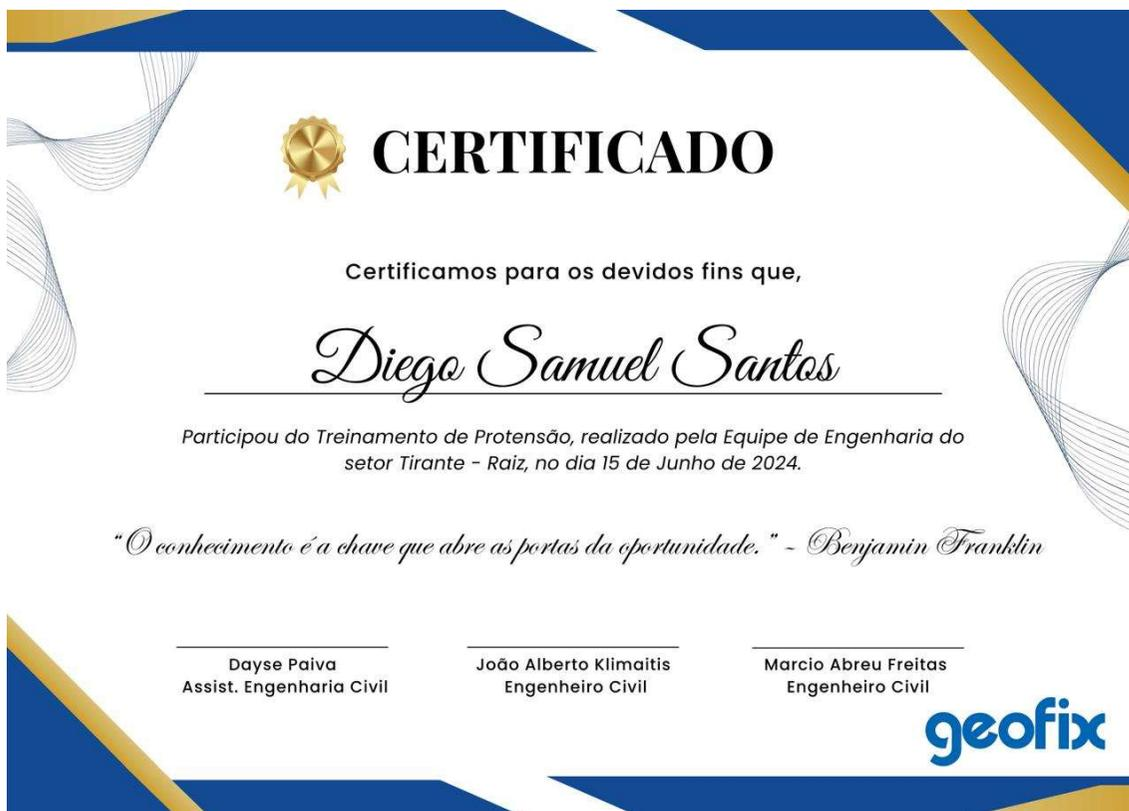 CERTIFICADO
Certificamos para os devidos fins que,
Diego Samuel Santos
Participou do Treinamento de Protensão, realizado pela Equipe de Engenharia do
setor Tirante - Raiz, no dia 15 de Junho de 2024.
“O conhecimento é a chave que abre as portas da oportunidade.” ~ Benjamin Franklin
Dayse Paiva
Assist. Engenharia Civil
João Alberto Klimaitis
Engenheiro Civil
Marcio Abreu Freitas
Engenheiro Civil
geofix